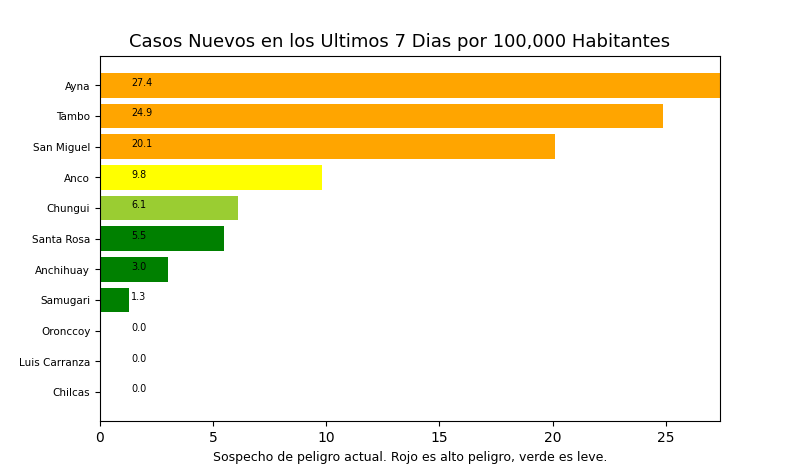 Casos Nuevos en los Ultimos 7 Dias por 100,000 Habitantes
Ayna 27.4
Tambo 24.9
San Miguel 20.1
Anco 9.8
Chungui 6.1
Santa Rosa 5.5
Anchihuay 3.0
Samugari 1.3
Oronccoy 0.0
Luis Carranza 0.0
Chilcas 0.0
0 5 10 15 20 25
Sospecho de peligro actual. Rojo es alto peligro, verde es leve.